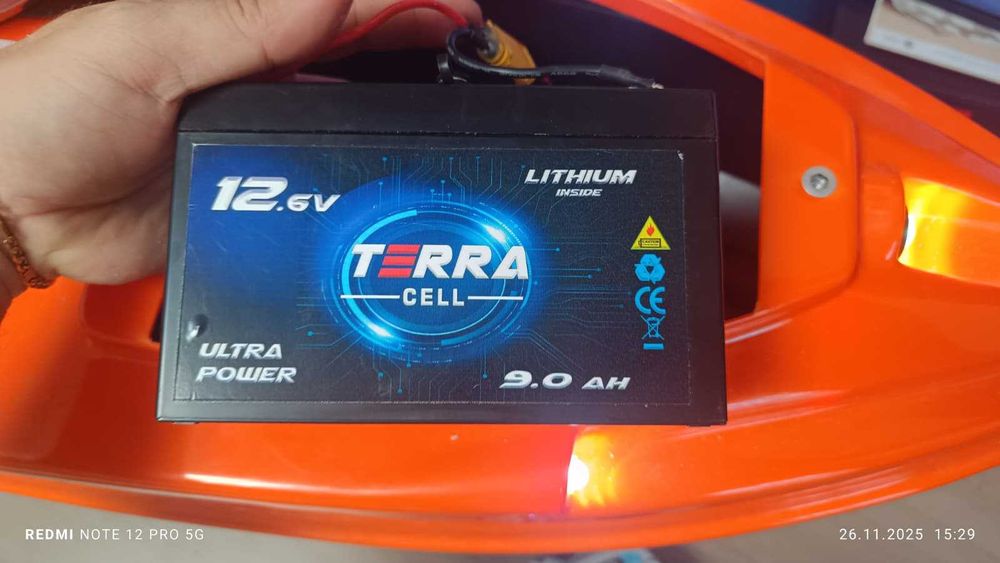 12.6V
LITHIUM
INSIDE
TERRA
CELL
ULTRA
POWER
9.0 AH
CE
REDMI NOTE 12 PRO 5G
26.11.2025 15:29